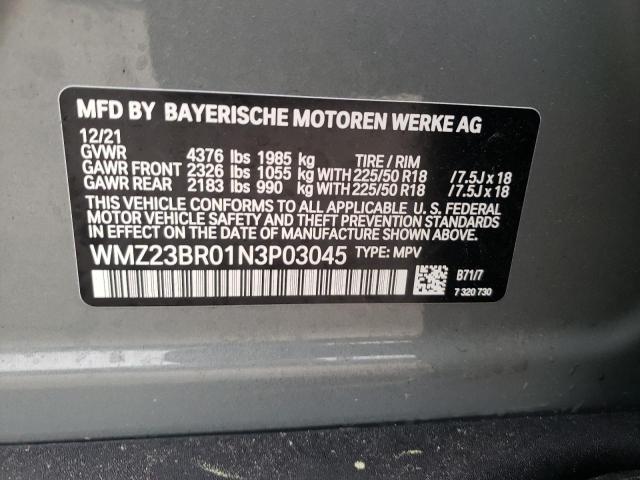 MFD BY BAYERISCHE MOTOREN WERKE AG
12/21
GVWR 4376 lbs 1985 kg TIRE / RIM
GAWR FRONT 2326 lbs 1055 kg WITH 225/50 R18 /7.5J x 18
GAWR REAR 2183 lbs 990 kg WITH 225/50 R18 /7.5J x 18
THIS VEHICLE CONFORMS TO ALL APPLICABLE U.S. FEDERAL
MOTOR VEHICLE SAFETY AND THEFT PREVENTION STANDARDS
IN EFFECT ON THE DATE OF MANUFACTURE SHOWN ABOVE.
WMZ23BR01N3P03045 TYPE: MPV
B71/7
7 320 730